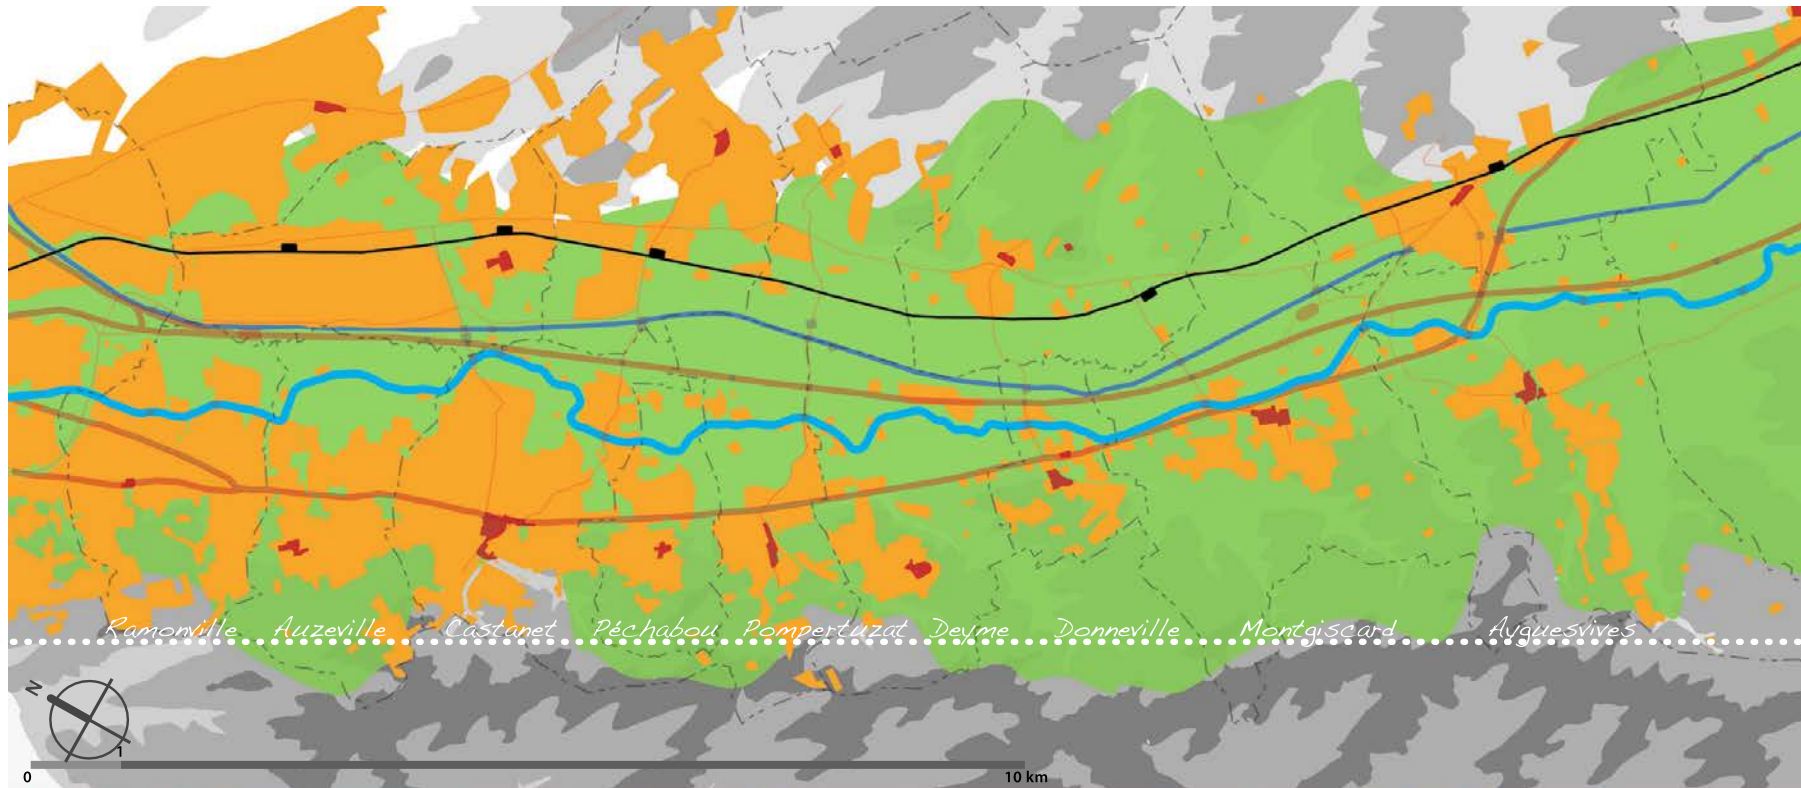 Ramonville Auzeville Castanet Péchabou Pompertuzat Deyme Donneville Montgiscard Ayguesvives
N
1
0 10 km